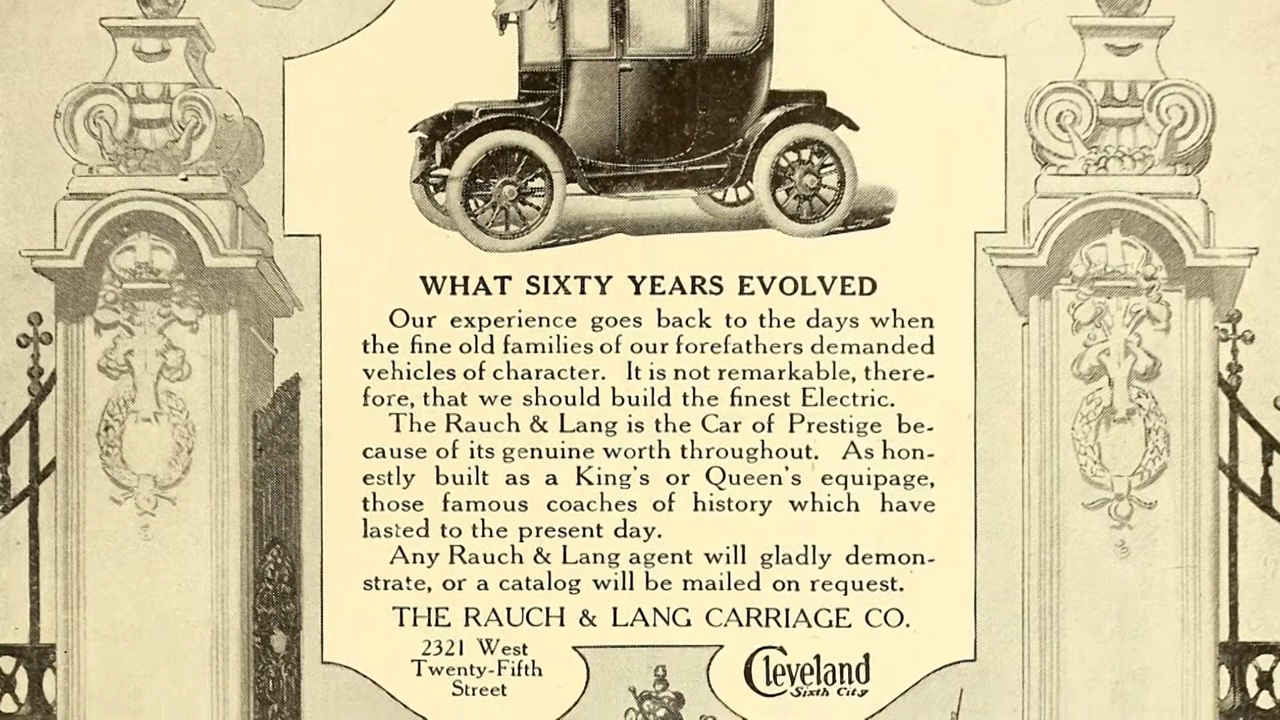 WHAT SIXTY YEARS EVOLVED
Our experience goes back to the days when
the fine old families of our forefathers demanded
vehicles of character. It is not remarkable, there-
fore, that we should build the finest Electric.
The Rauch & Lang is the Car of Prestige be-
cause of its genuine worth throughout. As hon-
estly built as a King's or Queen's equipage,
those famous coaches of history which have
lasted to the present day.
Any Rauch & Lang agent will gladly demon-
strate, or a catalog will be mailed on request.
THE RAUCH & LANG CARRIAGE CO.
2321 West
Twenty-Fifth
Street
Cleveland
Sixth City